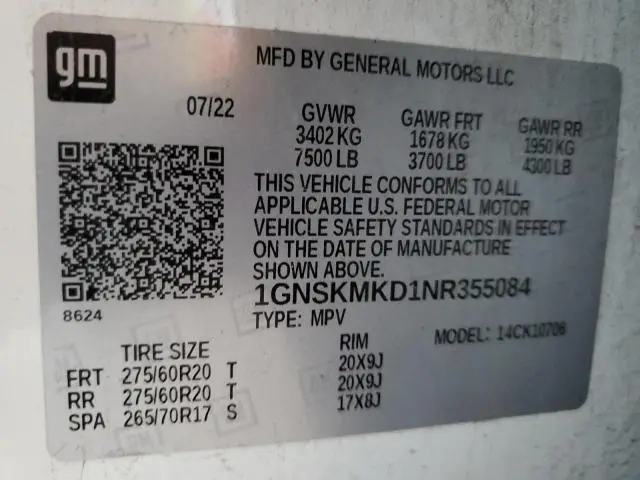 gm
MFD BY GENERAL MOTORS LLC
07/22
GVWR GAWR FRT GAWR RR
3402 KG 1678 KG 1950 KG
7500 LB 3700 LB 4300 LB
THIS VEHICLE CONFORMS TO ALL
APPLICABLE U.S. FEDERAL MOTOR
VEHICLE SAFETY STANDARDS IN EFFECT
ON THE DATE OF MANUFACTURE
SHOWN ABOVE.
1GNSKMKD1NR355084
8624
TYPE: MPV MODEL: 14CK10706
TIRE SIZE RIM
FRT 275/60R20 T 20X9J
RR 275/60R20 T 20X9J
SPA 265/70R17 S 17X8J